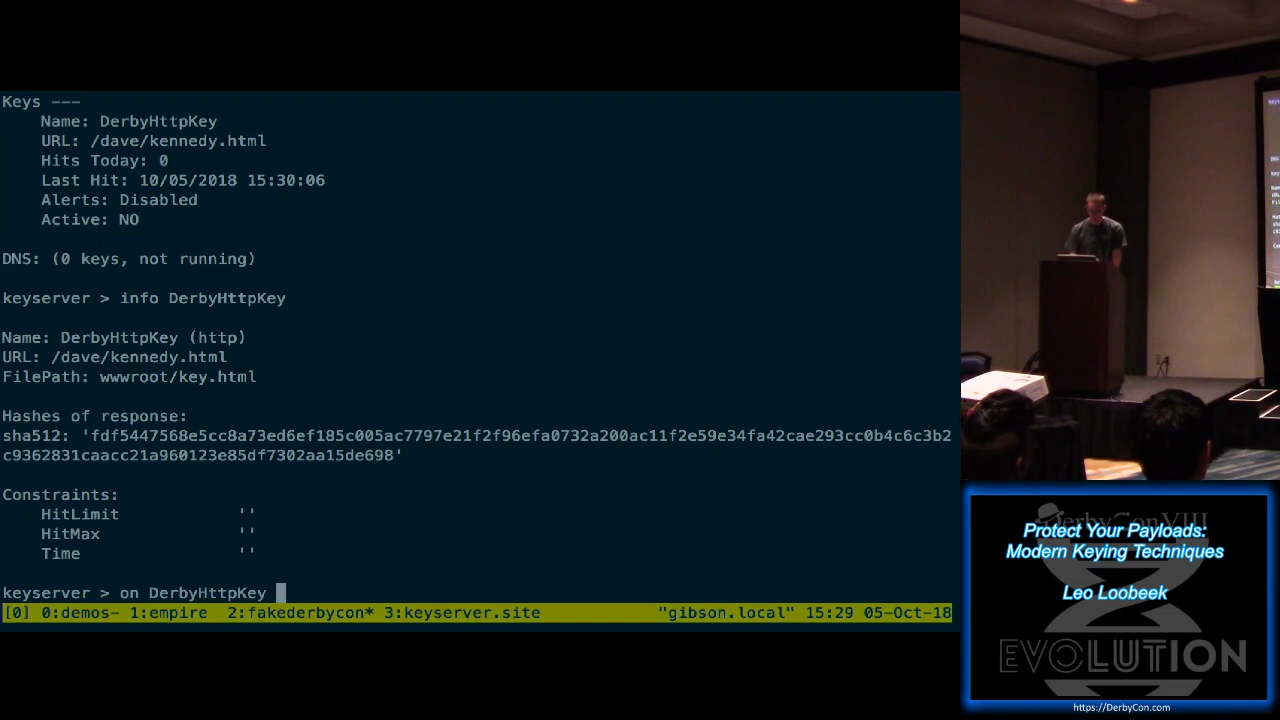 Keys ---
Name: DerbyHttpKey
URL: /dave/kennedy.html
Hits Today: 0
Last Hit: 10/05/2018 15:30:06
Alerts: Disabled
Active: NO
DNS: (0 keys, not running)
keyserver > info DerbyHttpKey
Name: DerbyHttpKey (http)
URL: /dave/kennedy.html
FilePath: wwwroot/key.html
Hashes of response:
sha512: 'fdf5447568e5cc8a73ed6ef185c005ac7797e21f2f96efa0732a200ac11f2e59e34fa42cae293cc0b4c6c3b2
c9362831caacc21a960123e85df7302aa15de698'
Constraints:
HitLimit ''
HitMax ''
Time ''
keyserver > on DerbyHttpKey
[0] 0:demos- 1:empire 2:fakederbycon* 3:keyserver.site "gibson.local" 15:29 05-Oct-18
DerbyCon VIII
Protect Your Payloads:
Modern Keying Techniques
Leo Loobeek
EVOLUTION
https://DerbyCon.com